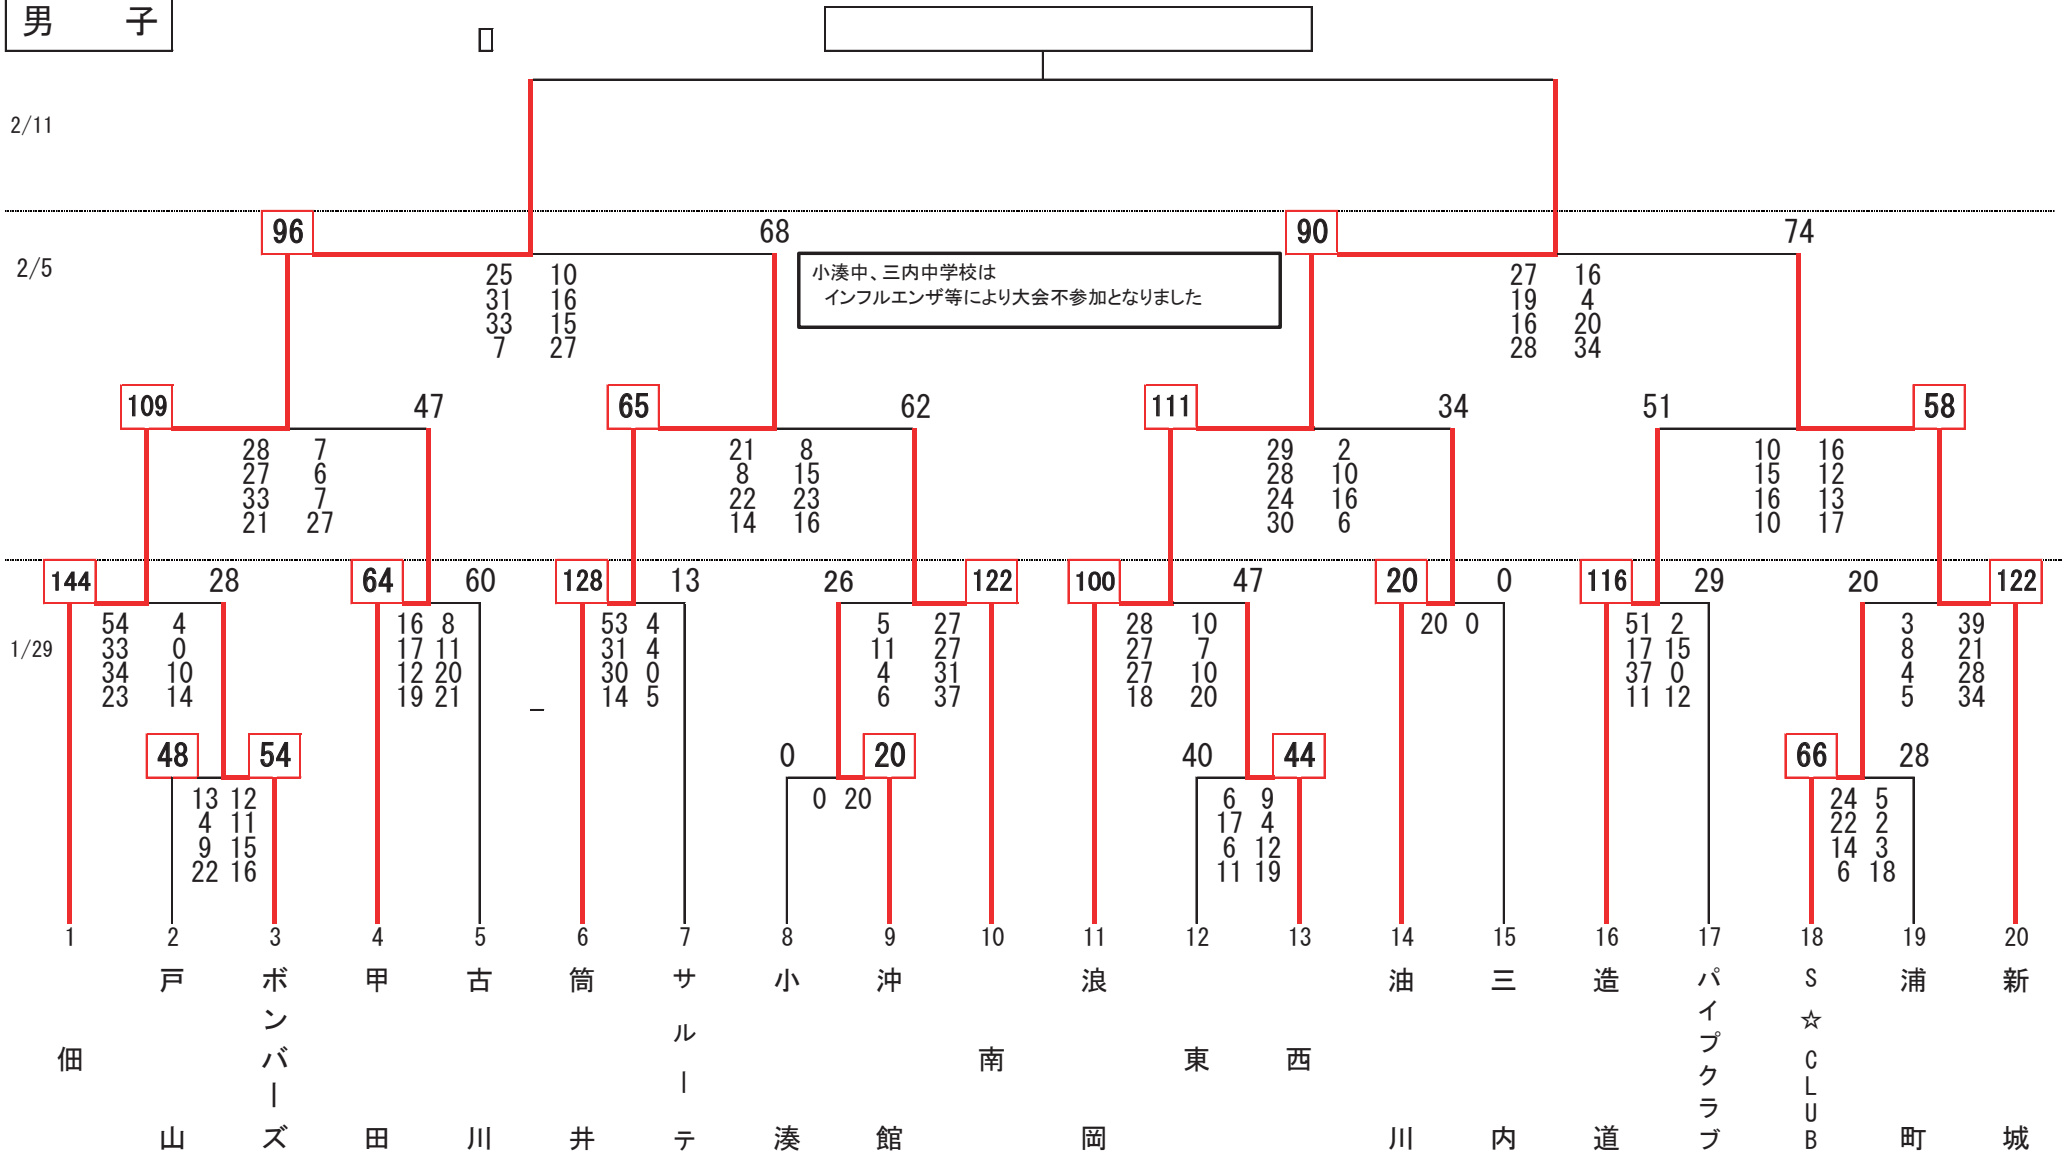 男 子
2/11
96 68 90 74
2/5
25 10 27 16
31 16 19 4
33 15 16 20
7 27 28 34
小湊中、三内中学校は
インフルエンザ等により大会不参加となりました
109 47 65 62 111 34 51 58
28 7 21 8 29 2 10 16
27 6 8 15 28 10 15 12
33 7 22 23 24 16 16 13
21 27 14 16 30 6 10 17
144 28 64 60 128 13 26 122 100 47 20 0 116 29 20 122
1/29
54 4 16 8 53 4 5 27 28 10 20 0 51 2 3 39
33 0 17 11 31 4 11 27 27 7 17 15 8 21
34 10 12 20 30 0 4 31 27 10 37 0 4 28
23 14 19 21 14 5 6 37 18 20 11 12 5 34
48 54 0 20 40 44 66 28
13 12 0 20 6 9 24 5
4 11 17 4 22 2
9 15 6 12 14 3
22 16 11 19 6 18
1 2 3 4 5 6 7 8 9 10 11 12 13 14 15 16 17 18 19 20
佃
戸山
ボンバーズ
甲田
古川
筒井
サルーテ
小湊
沖館
南
浪岡
東
西
油川
三内
造道
パイプクラブ
S☆CLUB
浦町
新城